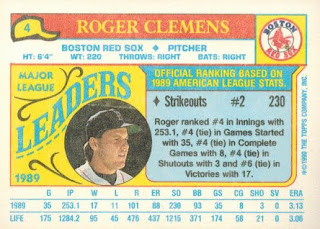 4
ROGER CLEMENS
BOSTON RED SOX ♦ PITCHER
HT: 6'4" WT: 220 THROWS: RIGHT BATS: RIGHT
BOSTON
RED SOX
MAJOR
LEAGUE
LEADERS
1989
OFFICIAL RANKING BASED ON
1989 AMERICAN LEAGUE STATS.
♦ Strikeouts #2 230
Roger ranked #4 in Innings with
253.1, #4 (tie) in Games Started
with 35, #4 (tie) in Complete
Games with 8, #4 (tie) in
Shutouts with 3 and #6 (tie) in
Victories with 17.
©1990 THE TOPPS COMPANY, INC.
G IP W L R ER SO BB GS CG SHO SV ERA
1989 35 253.1 17 11 101 88 230 93 35 8 3 0 3.13
LIFE 175 1284.2 95 45 476 437 1215 374 174 58 21 0 3.06